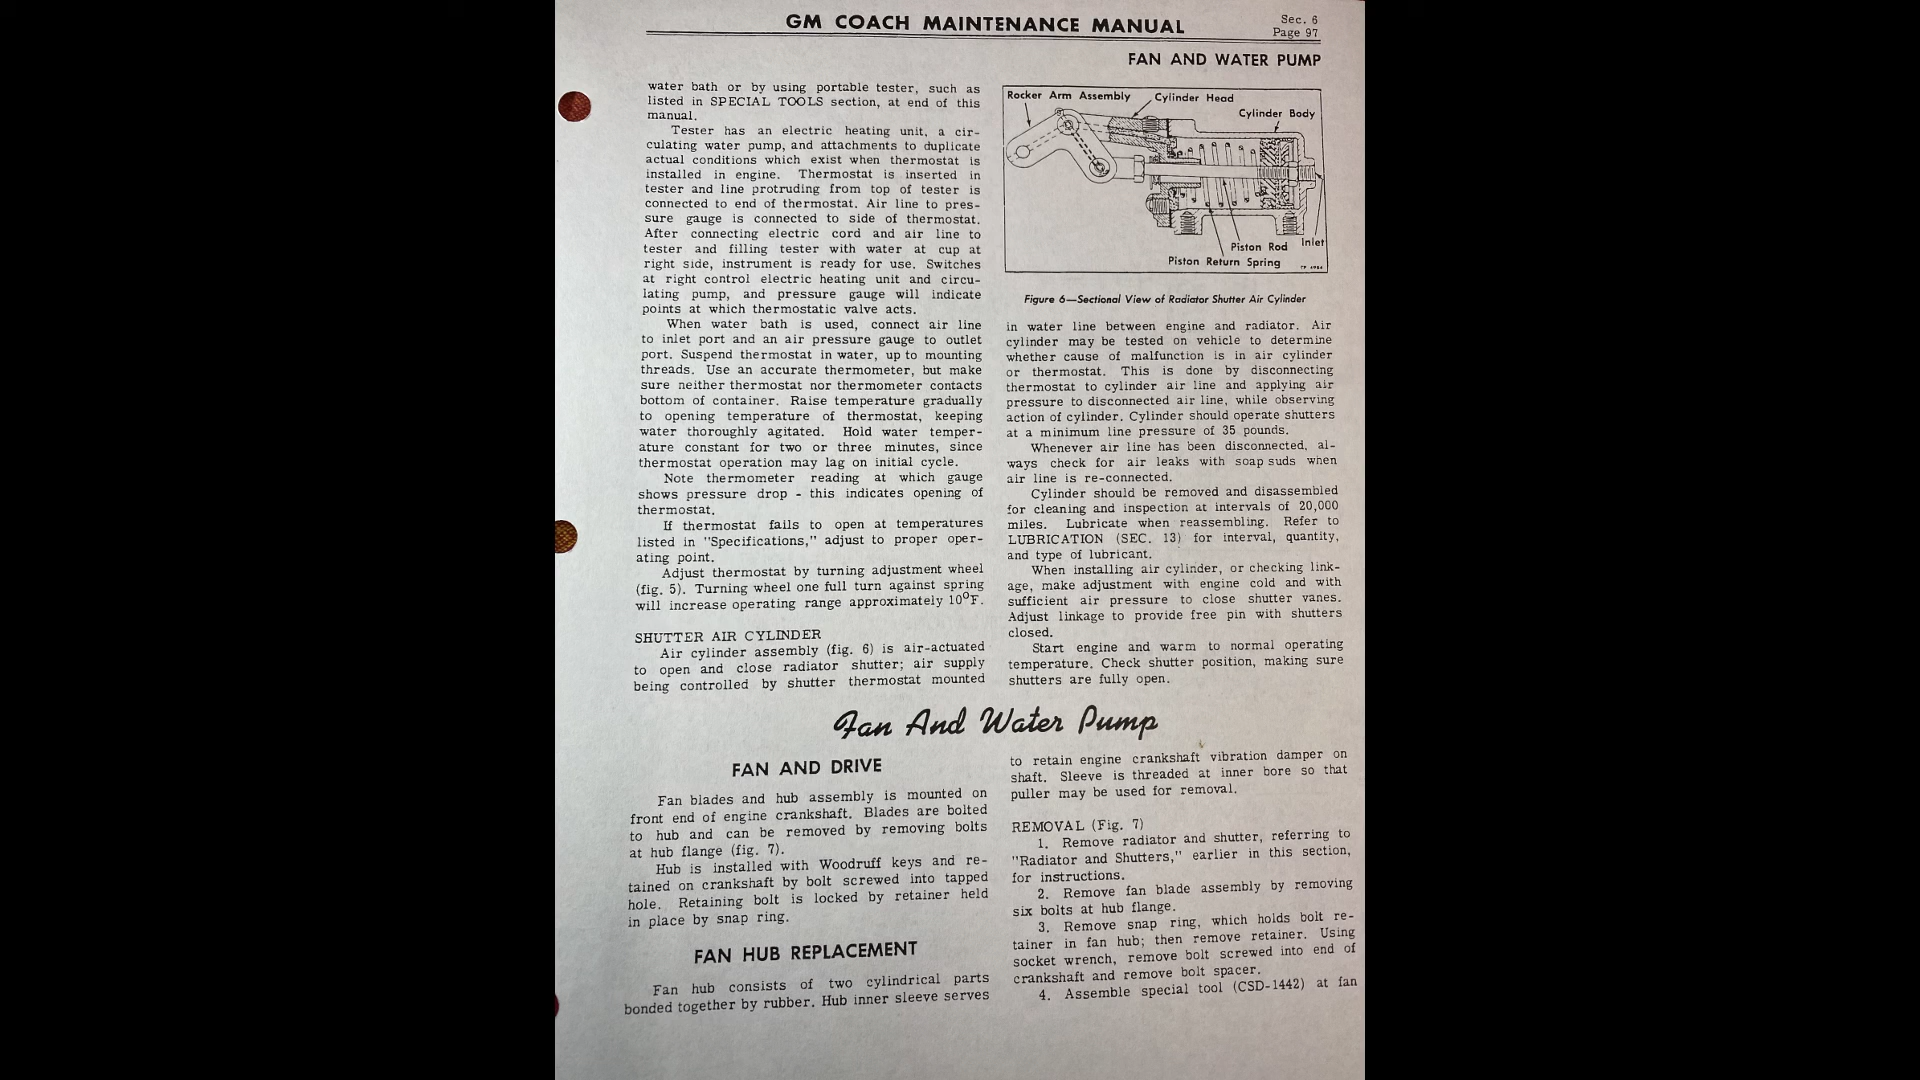 GM COACH MAINTENANCE MANUAL
Sec. 6
Page 97
FAN AND WATER PUMP
water bath or by using portable tester, such as
listed in SPECIAL TOOLS section, at end of this
manual.
Tester has an electric heating unit, a cir-
culating water pump, and attachments to duplicate
actual conditions which exist when thermostat is
installed in engine. Thermostat is inserted in
tester and line protruding from top of tester is
connected to end of thermostat. Air line to pres-
sure gauge is connected to side of thermostat.
After connecting electric cord and air line to
tester and filling tester with water at cup at
right side, instrument is ready for use. Switches
at right control electric heating unit and circu-
lating pump, and pressure gauge will indicate
points at which thermostatic valve acts.
When water bath is used, connect air line
to inlet port and an air pressure gauge to outlet
port. Suspend thermostat in water, up to mounting
threads. Use an accurate thermometer, but make
sure neither thermostat nor thermometer contacts
bottom of container. Raise temperature gradually
to opening temperature of thermostat, keeping
water thoroughly agitated. Hold water temper-
ature constant for two or three minutes, since
thermostat operation may lag on initial cycle.
Note thermometer reading at which gauge
shows pressure drop - this indicates opening of
thermostat.
If thermostat fails to open at temperatures
listed in "Specifications," adjust to proper oper-
ating point.
Adjust thermostat by turning adjustment wheel
(fig. 5). Turning wheel one full turn against spring
will increase operating range approximately 10°F.
SHUTTER AIR CYLINDER
Air cylinder assembly (fig. 6) is air-actuated
to open and close radiator shutter; air supply
being controlled by shutter thermostat mounted
Rocker Arm Assembly
Cylinder Head
Cylinder Body
Piston Rod
Inlet
Piston Return Spring
Figure 6—Sectional View of Radiator Shutter Air Cylinder
in water line between engine and radiator. Air
cylinder may be tested on vehicle to determine
whether cause of malfunction is in air cylinder
or thermostat. This is done by disconnecting
thermostat to cylinder air line and applying air
pressure to disconnected air line, while observing
action of cylinder. Cylinder should operate shutters
at a minimum line pressure of 35 pounds.
Whenever air line has been disconnected, al-
ways check for air leaks with soap suds when
air line is re-connected.
Cylinder should be removed and disassembled
for cleaning and inspection at intervals of 20,000
miles. Lubricate when reassembling. Refer to
LUBRICATION (SEC. 13) for interval, quantity,
and type of lubricant.
When installing air cylinder, or checking link-
age, make adjustment with engine cold and with
sufficient air pressure to close shutter vanes.
Adjust linkage to provide free pin with shutters
closed.
Start engine and warm to normal operating
temperature. Check shutter position, making sure
shutters are fully open.
Fan And Water Pump
FAN AND DRIVE
Fan blades and hub assembly is mounted on
front end of engine crankshaft. Blades are bolted
to hub and can be removed by removing bolts
at hub flange (fig. 7).
Hub is installed with Woodruff keys and re-
tained on crankshaft by bolt screwed into tapped
hole. Retaining bolt is locked by retainer held
in place by snap ring.
FAN HUB REPLACEMENT
Fan hub consists of two cylindrical parts
bonded together by rubber. Hub inner sleeve serves
to retain engine crankshaft vibration damper on
shaft. Sleeve is threaded at inner bore so that
puller may be used for removal.
REMOVAL (Fig. 7)
1. Remove radiator and shutter, referring to
"Radiator and Shutters," earlier in this section,
for instructions.
2. Remove fan blade assembly by removing
six bolts at hub flange.
3. Remove snap ring, which holds bolt re-
tainer in fan hub; then remove retainer. Using
socket wrench, remove bolt screwed into end of
crankshaft and remove bolt spacer.
4. Assemble special tool (CSD-1442) at fan